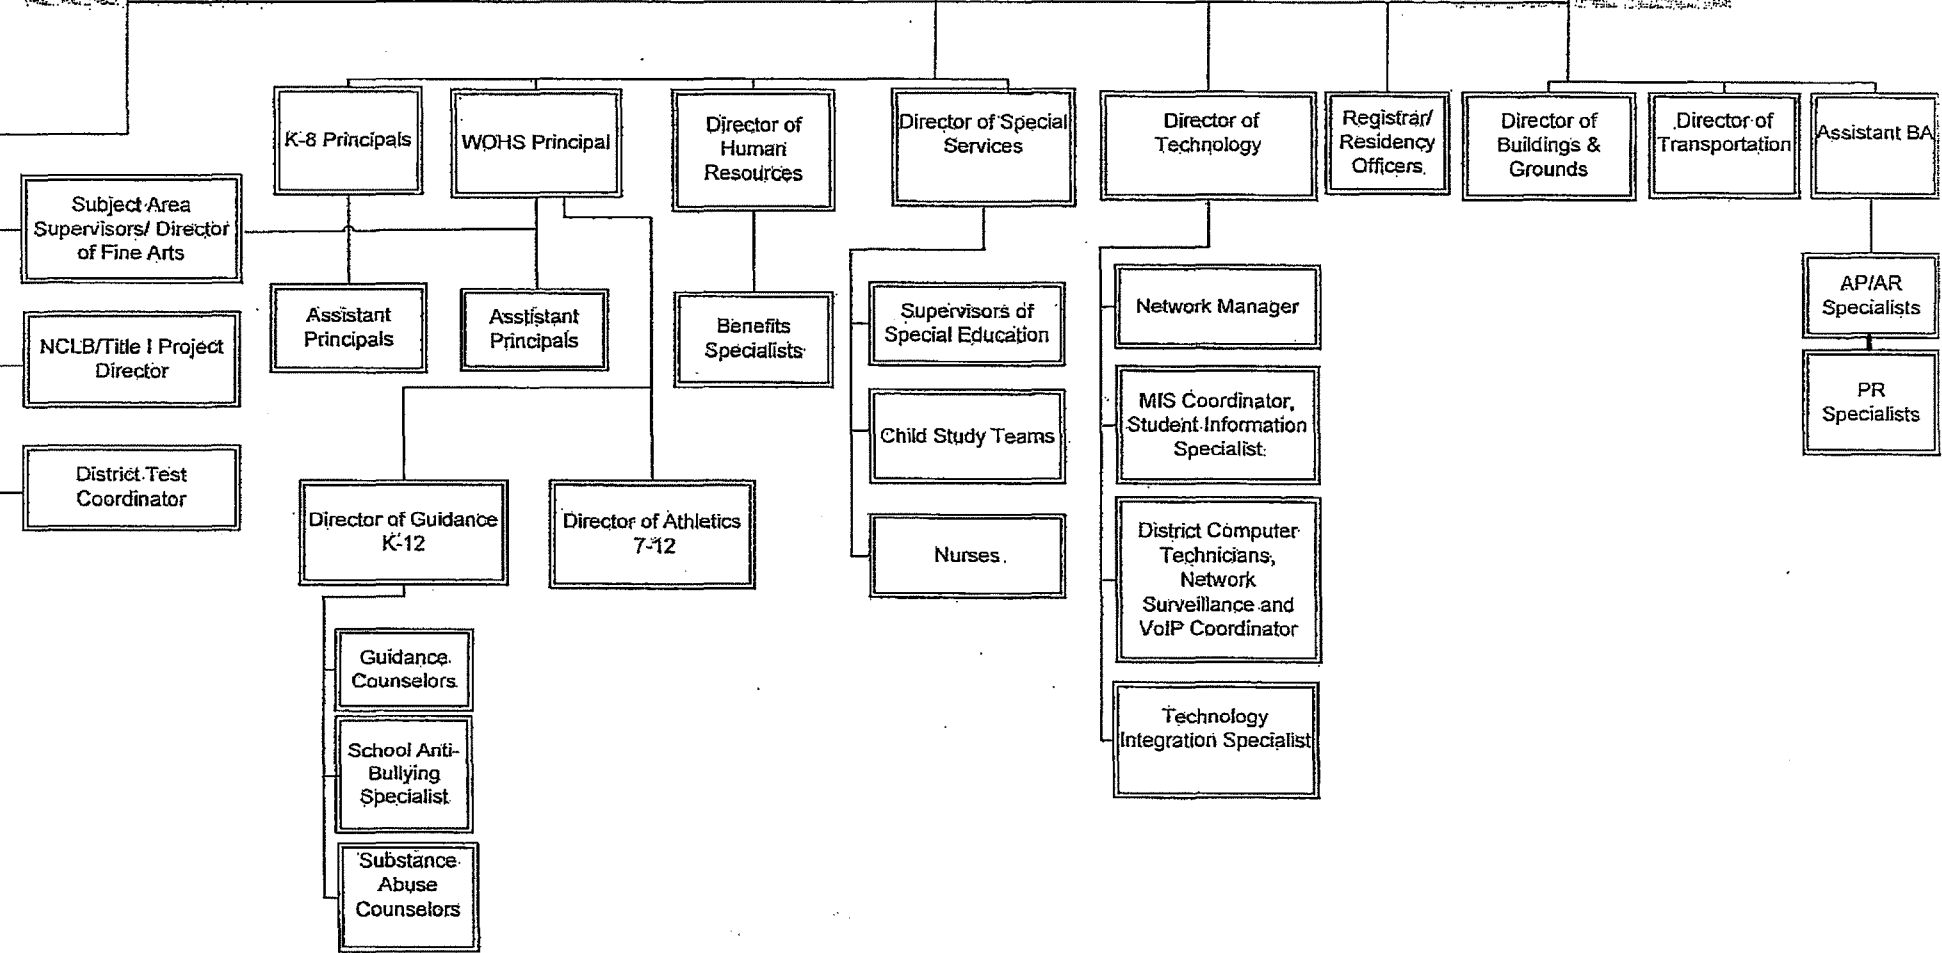 K-8 Principals
WOHS Principal
Director of
Human
Resources
Director of Special
Services
Director of
Technology
Registrar/
Residency
Officers
Director of
Buildings &
Grounds
Director of
Transportation
Assistant BA
Subject Area
Supervisors/ Director
of Fine Arts
NCLB/Title I Project
Director
District Test
Coordinator
Assistant
Principals
Asstistant
Principals
Benefits
Specialists
Supervisors of
Special Education
Child Study Teams
Nurses
Network Manager
MIS Coordinator,
Student Information
Specialist
District Computer
Technicians,
Network
Surveillance and
VoIP Coordinator
Technology
Integration Specialist
AP/AR
Specialists
PR
Specialists
Director of Guidance
K-12
Director of Athletics
7-12
Guidance
Counselors
School Anti-
Bullying
Specialist
Substance
Abuse
Counselors